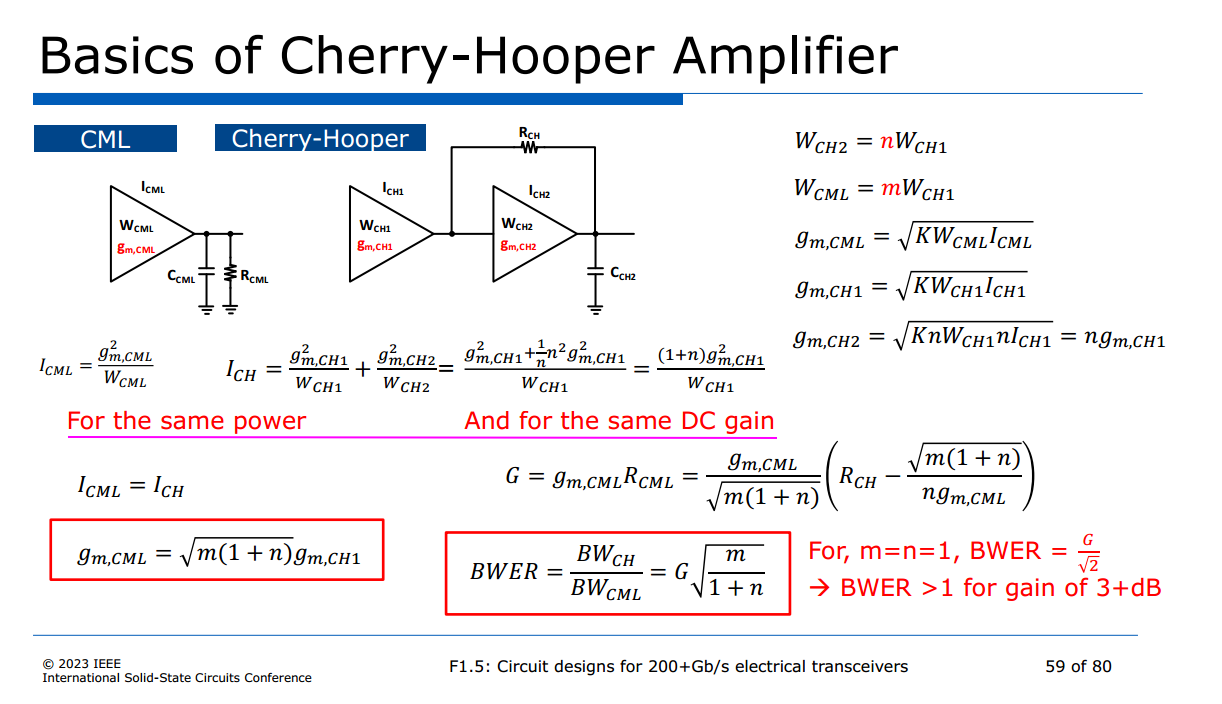 Basics of Cherry-Hooper Amplifier
CML
Cherry-Hooper
I_CML
W_CML
g_m,CML
C_CML
R_CML
I_CH1
W_CH1
g_m,CH1
R_CH
I_CH2
W_CH2
g_m,CH2
C_CH2
W_CH2 = nW_CH1
W_CML = mW_CH1
g_m,CML = √(KW_CML I_CML)
g_m,CH1 = √(KW_CH1 I_CH1)
g_m,CH2 = √(KnW_CH1 nI_CH1) = ng_m,CH1
I_CML = g²_m,CML / W_CML
I_CH = g²_m,CH1 / W_CH1 + g²_m,CH2 / W_CH2 = (g²_m,CH1 + (1/n) n² g²_m,CH1) / W_CH1 = (1+n)g²_m,CH1 / W_CH1
For the same power
And for the same DC gain
I_CML = I_CH
G = g_m,CML R_CML = g_m,CML / √(m(1 + n)) (R_CH − √(m(1 + n)) / (ng_m,CML))
g_m,CML = √(m(1 + n)) g_m,CH1
BWER = BW_CH / BW_CML = G √(m / (1 + n))
For, m=n=1, BWER = G/√2
→ BWER >1 for gain of 3+dB
© 2023 IEEE
International Solid-State Circuits Conference
F1.5: Circuit designs for 200+Gb/s electrical transceivers
59 of 80